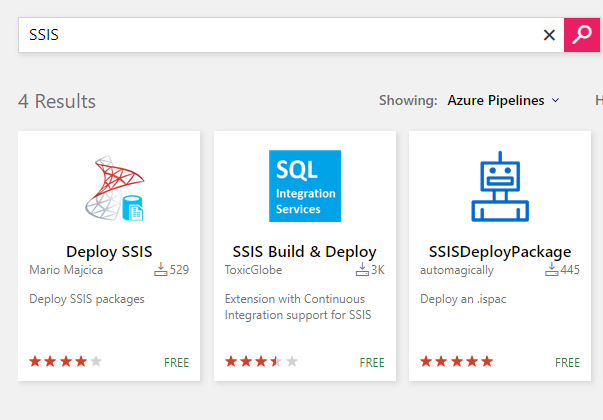 SSIS
4 Results
Showing: Azure Pipelines
H
SQL
Integration
Services
Deploy SSIS
Mario Majcica 529
Deploy SSIS packages
FREE
SSIS Build & Deploy
ToxicGlobe 3K
Extension with Continuous
Integration support for SSIS
FREE
SSISDeployPackage
automagically 445
Deploy an .ispac
FREE